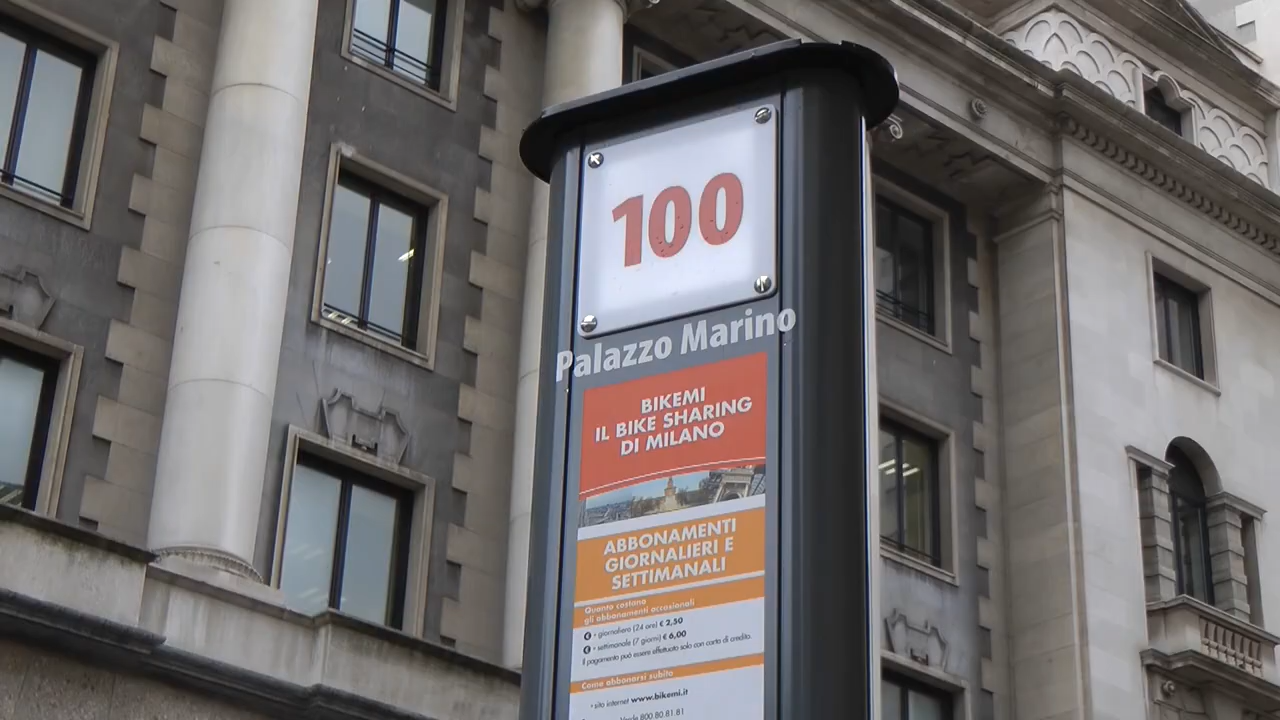 100
Palazzo Marino
BIKEMI
IL BIKE SHARING
DI MILANO
ABBONAMENTI
GIORNALIERI E
SETTIMANALI
Quanto costano
gli abbonamenti occasionali
€ • giornaliero (24 ore) € 2,50
€ • settimanale (7 giorni) € 6,00
Il pagamento può essere effettuato solo con carta di credito.
Come abbonarsi subito
• sito internet www.bikemi.it
Verde 800.80.81.81